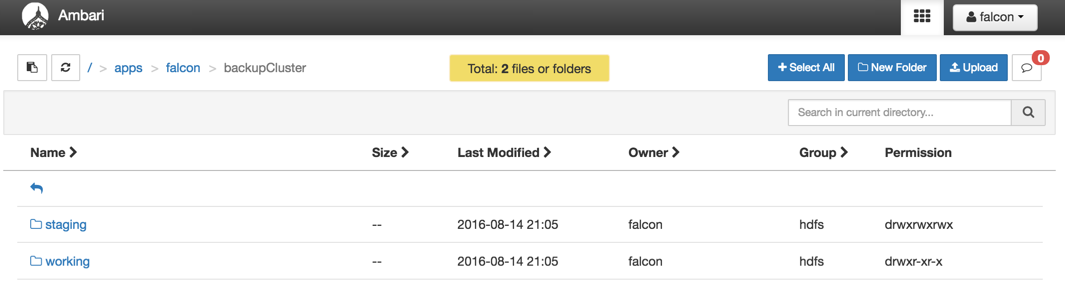 Ambari
falcon
/ > apps > falcon > backupCluster
Total: 2 files or folders
Select All
New Folder
Upload
0
Search in current directory...
Name Size Last Modified Owner Group Permission
staging -- 2016-08-14 21:05 falcon hdfs drwxrwxrwx
working -- 2016-08-14 21:05 falcon hdfs drwxr-xr-x